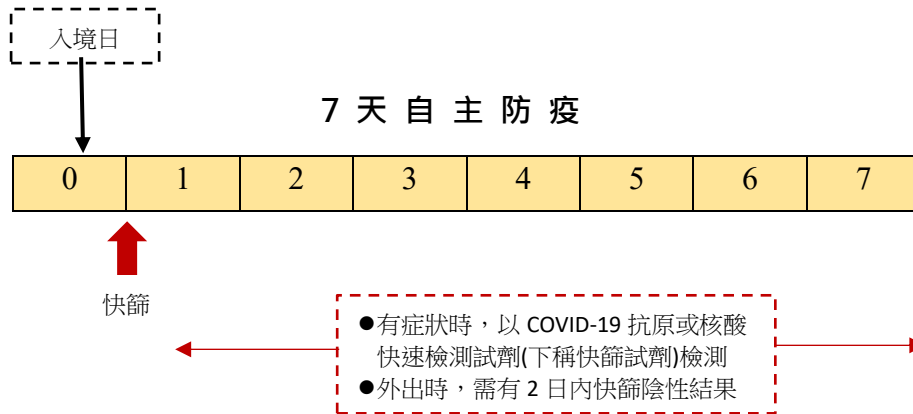 入境日
7 天 自 主 防 疫
0 1 2 3 4 5 6 7
快篩
●有症狀時，以 COVID-19 抗原或核酸
快速檢測試劑(下稱快篩試劑)檢測
●外出時，需有 2 日內快篩陰性結果